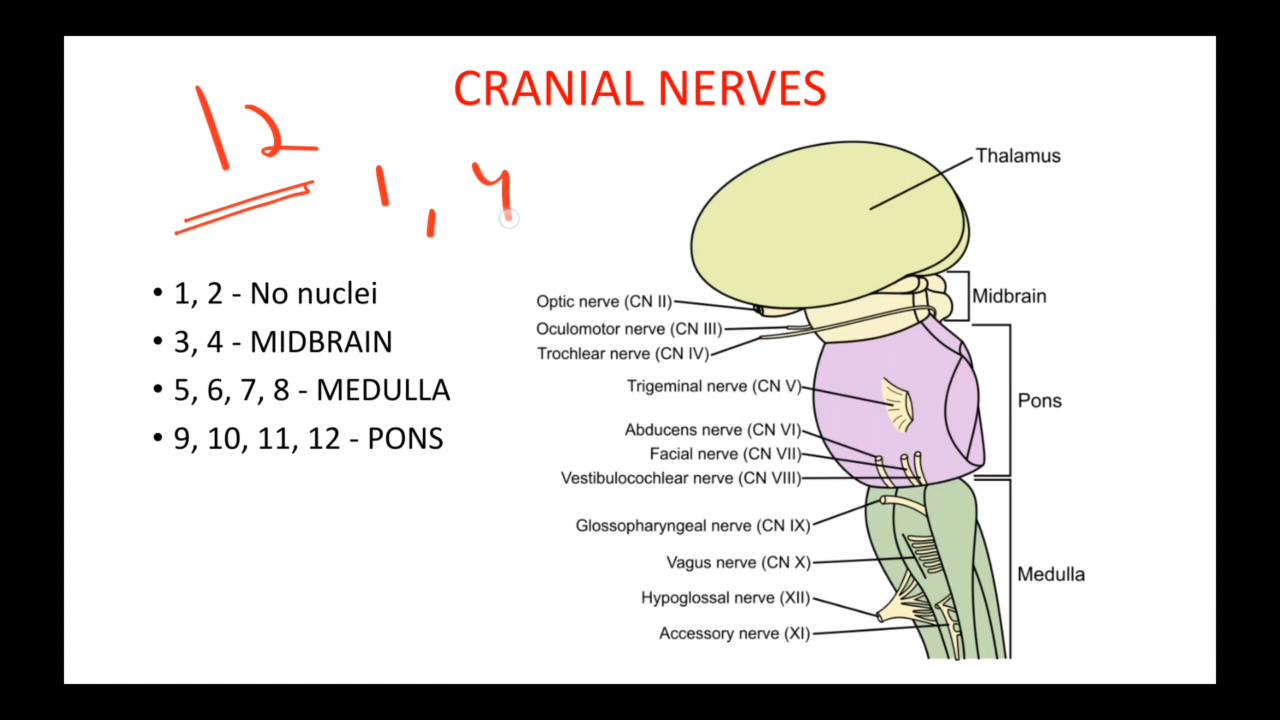 CRANIAL NERVES
12
1, 4
• 1, 2 - No nuclei
• 3, 4 - MIDBRAIN
• 5, 6, 7, 8 - MEDULLA
• 9, 10, 11, 12 - PONS
Thalamus
Midbrain
Pons
Medulla
Optic nerve (CN II)
Oculomotor nerve (CN III)
Trochlear nerve (CN IV)
Trigeminal nerve (CN V)
Abducens nerve (CN VI)
Facial nerve (CN VII)
Vestibulocochlear nerve (CN VIII)
Glossopharyngeal nerve (CN IX)
Vagus nerve (CN X)
Hypoglossal nerve (XII)
Accessory nerve (XI)